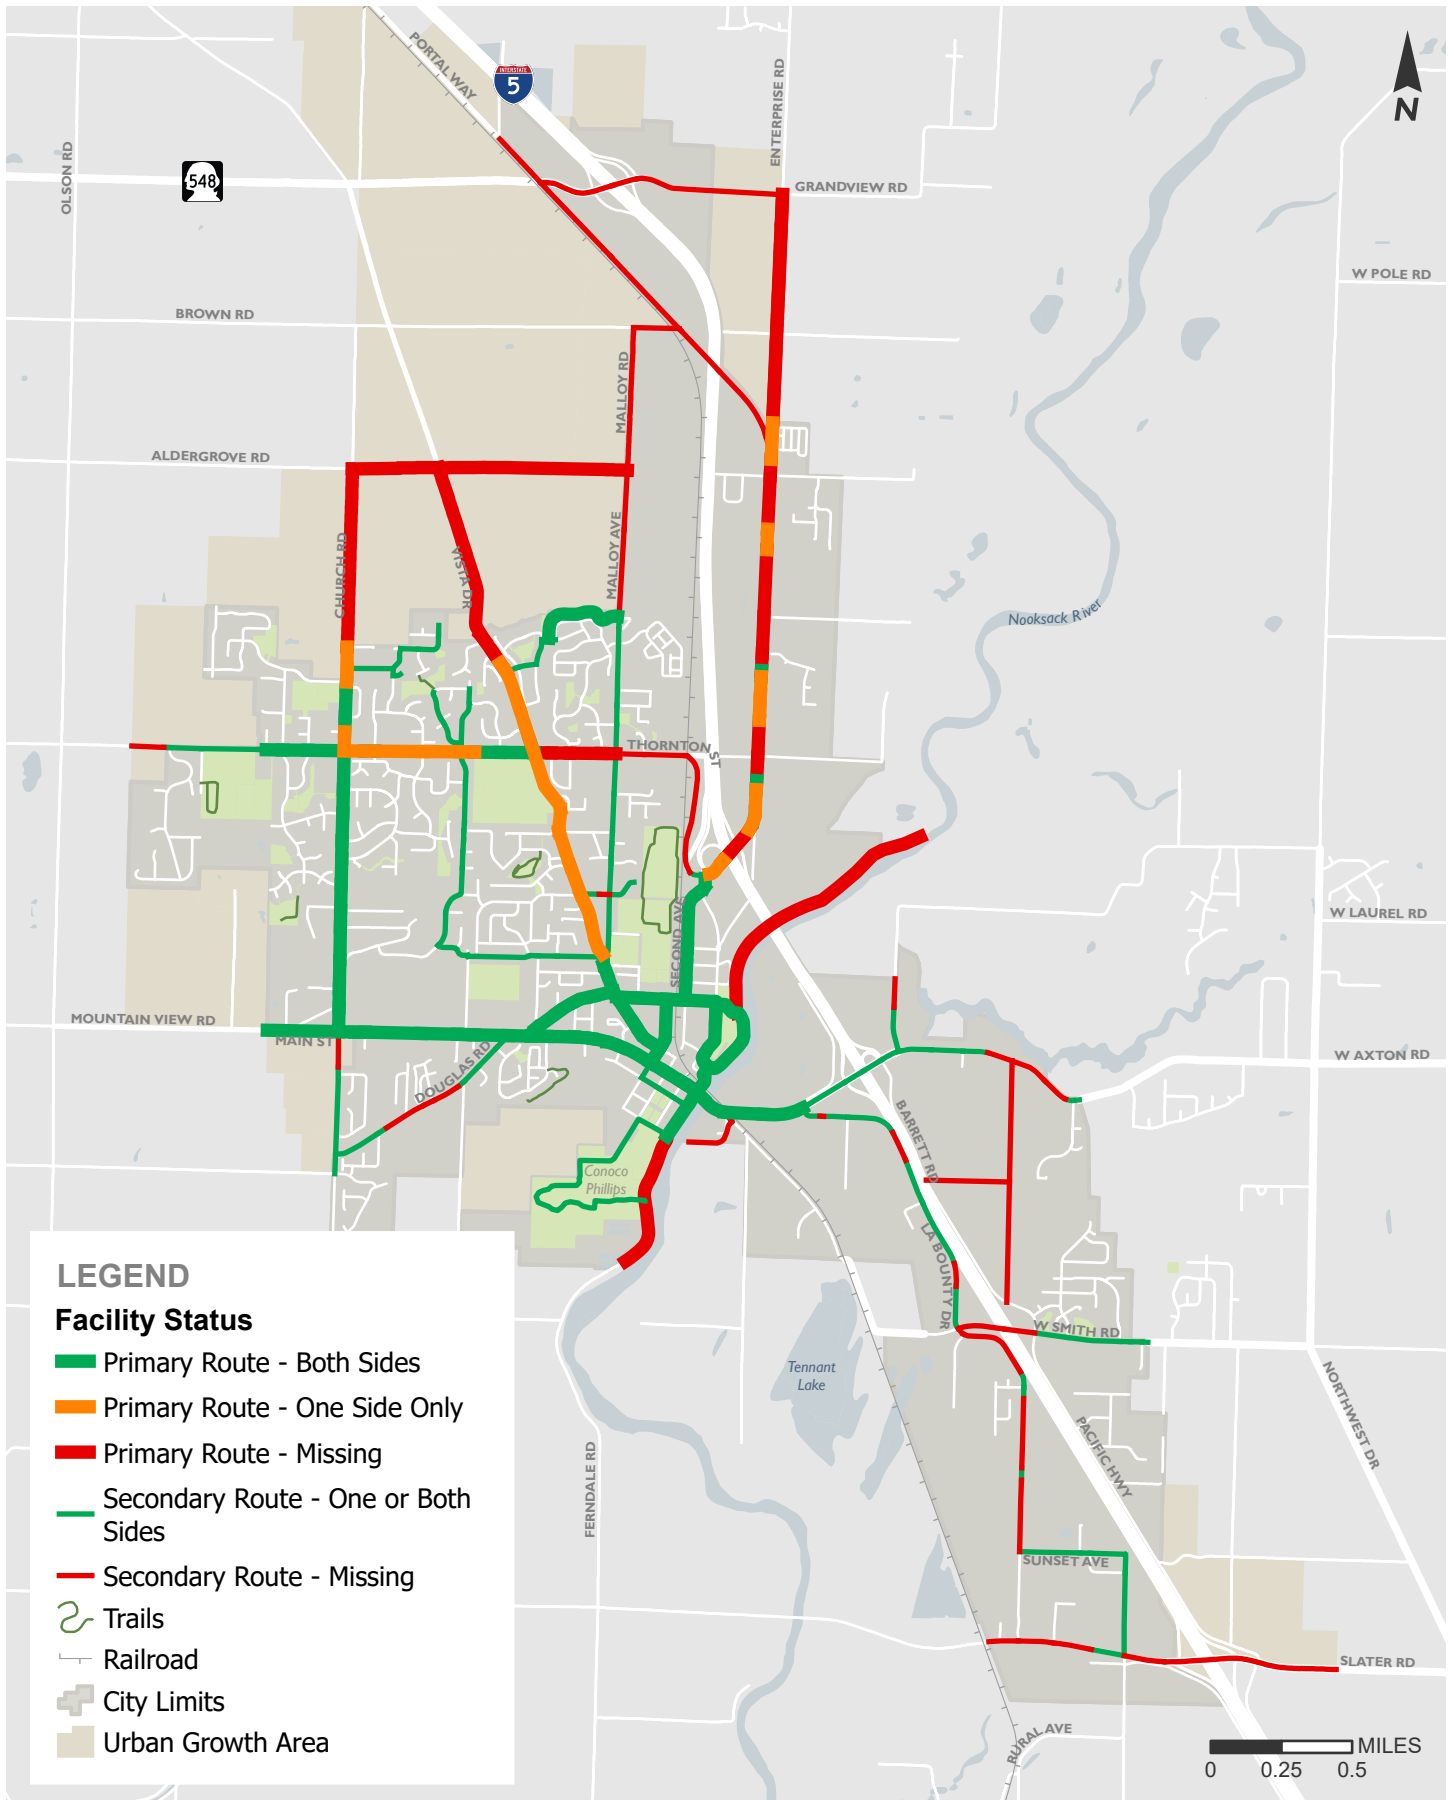 PORTAL WAY
INTERSTATE
5
ENTERPRISE RD
N
OLSON RD
548
GRANDVIEW RD
W POLE RD
BROWN RD
MALLOY RD
ALDERGROVE RD
CHURCH RD
VISTA DR
MALLOY AVE
Nooksack River
THORNTON ST
SECOND AVE
W LAUREL RD
MOUNTAIN VIEW RD
MAIN ST
DOUGLAS RD
W AXTON RD
BARRETT RD
Conoco
Phillips
LA BOUNTY DR
W SMITH RD
Tennant
Lake
NORTHWEST DR
PACIFIC HWY
FERNDALE RD
SUNSET AVE
SLATER RD
RURAL AVE
LEGEND
Facility Status
Primary Route - Both Sides
Primary Route - One Side Only
Primary Route - Missing
Secondary Route - One or Both
Sides
Secondary Route - Missing
Trails
Railroad
City Limits
Urban Growth Area
MILES
0 0.25 0.5